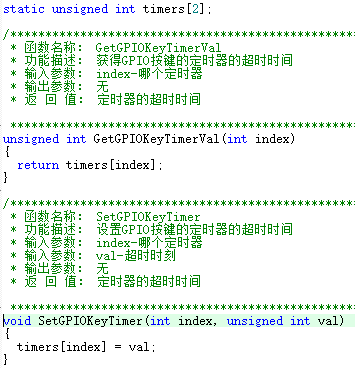 static unsigned int timers[2];
/*************************************************
* 函数名称: GetGPIOKeyTimerVal
* 功能描述: 获得GPIO按键的定时器的超时时间
* 输入参数: index-哪个定时器
* 输出参数: 无
* 返 回 值: 定时器的超时时间
*************************************************
unsigned int GetGPIOKeyTimerVal(int index)
{
return timers[index];
}
/*************************************************
* 函数名称: SetGPIOKeyTimer
* 功能描述: 设置GPIO按键的定时器的超时时间
* 输入参数: index-哪个定时器
* 输入参数: val-超时时刻
* 输出参数: 无
* 返 回 值: 定时器的超时时间
*************************************************
void SetGPIOKeyTimer(int index, unsigned int val)
{
timers[index] = val;
}